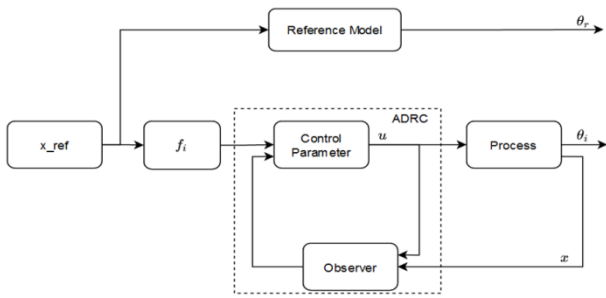 Reference Model
θ_r
ADRC
x_ref
f_i
Control
Parameter
u
Process
θ_i
Observer
x